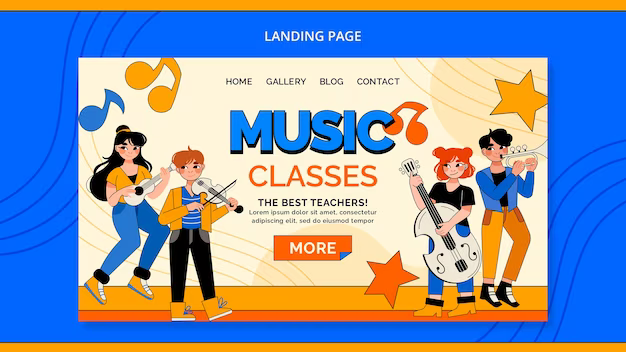 LANDING PAGE
HOME GALLERY BLOG CONTACT
MUSIC
CLASSES
THE BEST TEACHERS!
Lorem ipsum dolor sit amet, consectetur
adipiscing elit, sed do eiusmod tempor
MORE